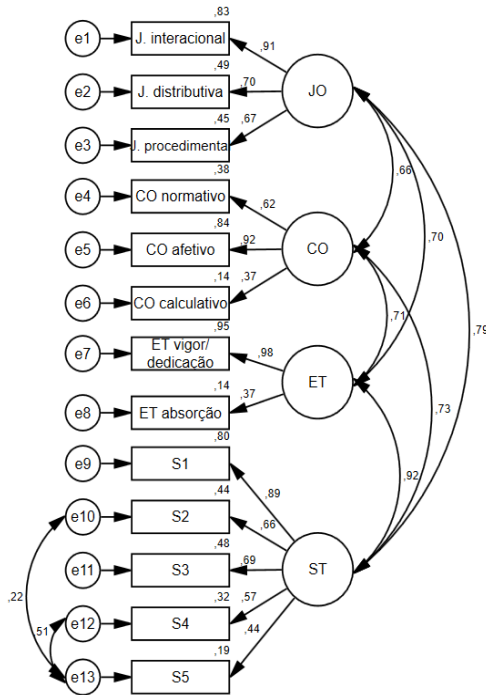 ,83
e1 J. interacional ,91
,49
e2 J. distributiva ,70 JO
,45 ,67
e3 J. procedimenta
,38 ,66
e4 CO normativo ,62
,84 ,70
e5 CO afetivo ,92 CO
,14 ,37
e6 CO calculativo ,71 ,79
,95
e7 ET vigor/
dedicação ,98 ET
,14 ,37 ,73
e8 ET absorção
,80
e9 S1 ,92
,44 ,89
e10 S2 ,66
,48
e11 S3 ,69 ST
,22 ,32 ,57
e12 S4 ,44
,51 ,19
e13 S5